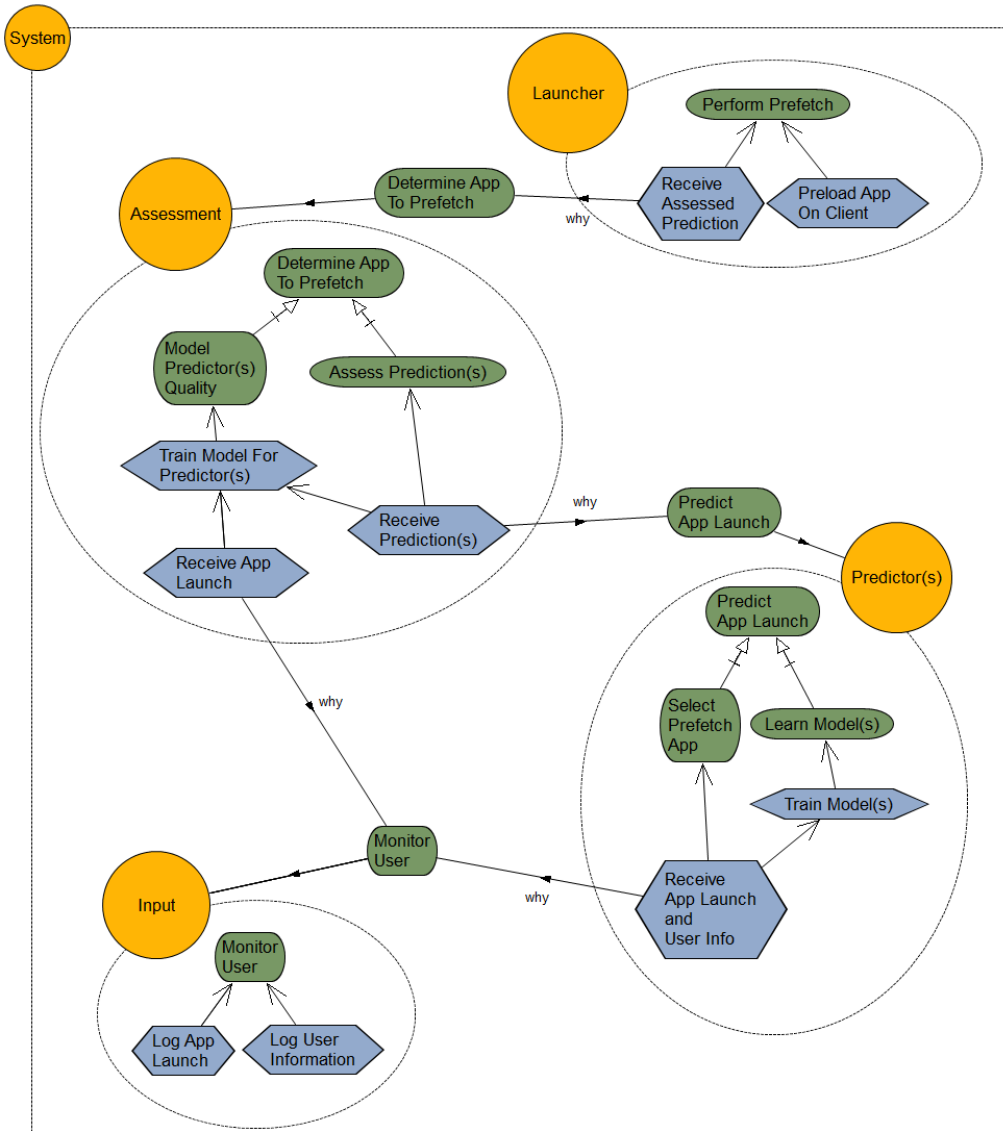 System
Launcher
Perform Prefetch
Receive
Assessed
Prediction
Preload App
On Client
why
Determine App
To Prefetch
Assessment
Determine App
To Prefetch
Model
Predictor(s)
Quality
Assess Prediction(s)
Train Model For
Predictor(s)
Receive
Prediction(s)
Receive App
Launch
why
Predict
App Launch
Predictor(s)
Predict
App Launch
Select
Prefetch
App
Learn Model(s)
Train Model(s)
Receive
App Launch
and
User Info
why
why
Monitor
User
Input
Monitor
User
Log App
Launch
Log User
Information